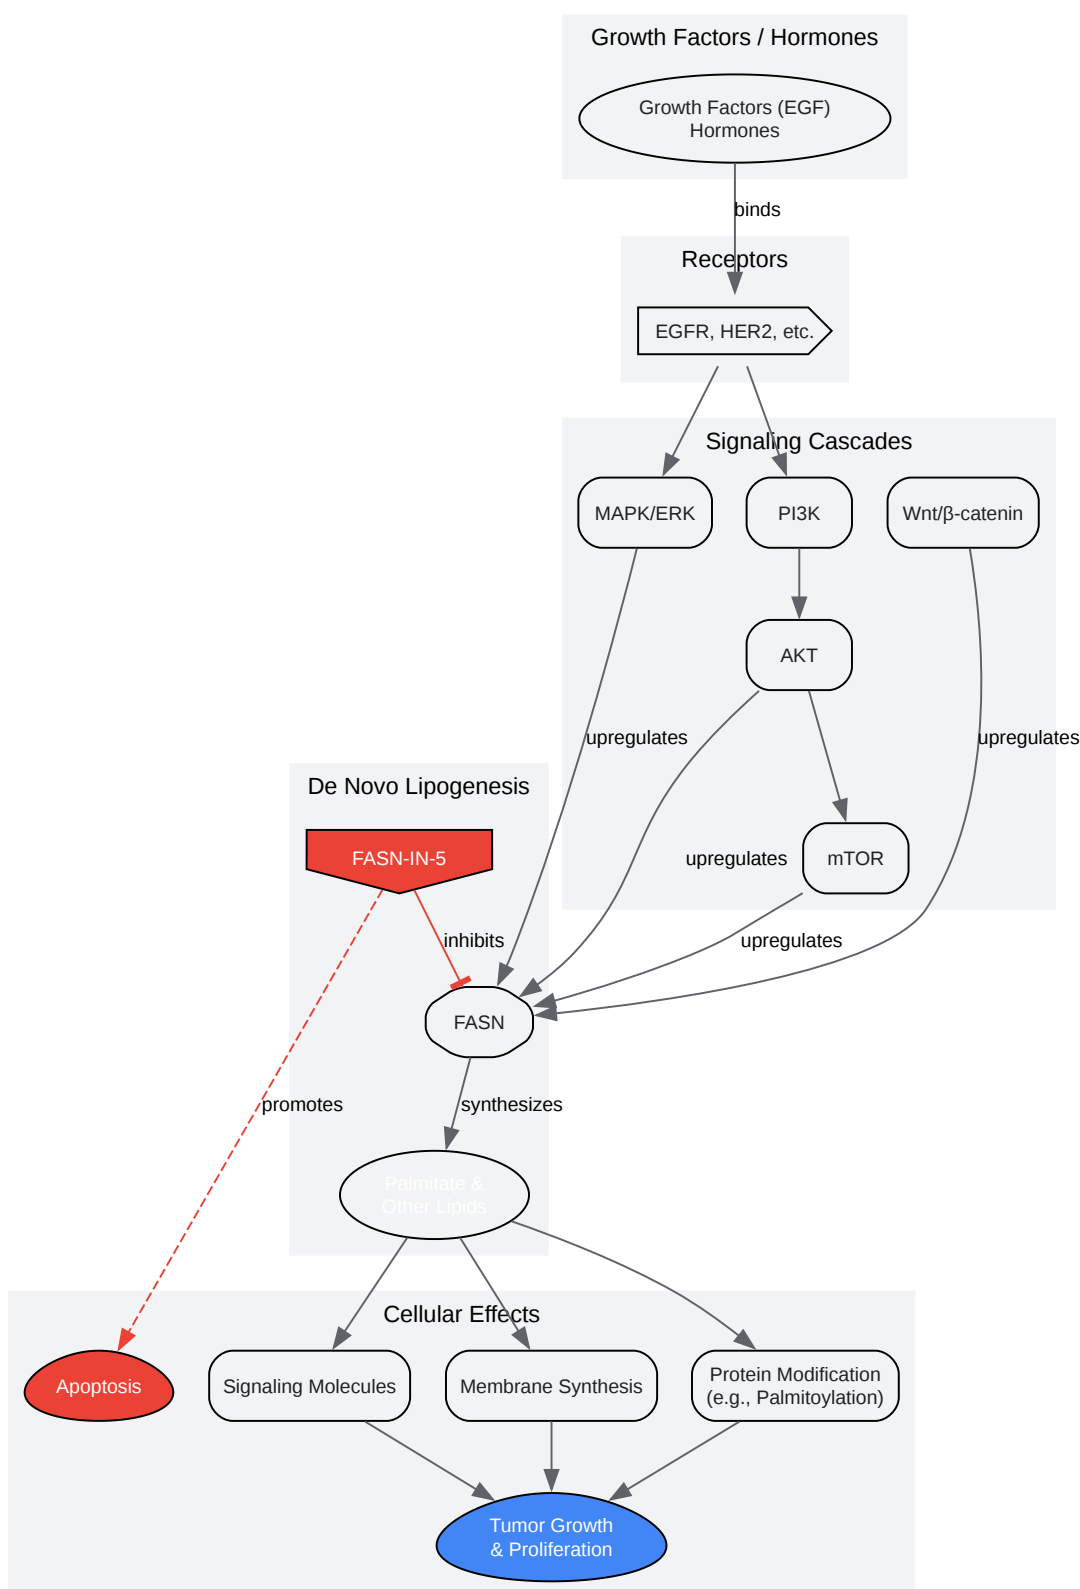 Growth Factors / Hormones
Growth Factors (EGF)
Hormones
binds
Receptors
EGFR, HER2, etc.
Signaling Cascades
MAPK/ERK
PI3K
Wnt/β-catenin
AKT
upregulates
upregulates
De Novo Lipogenesis
FASN-IN-5
upregulates
mTOR
inhibits
upregulates
FASN
promotes
synthesizes
Palmitate &
Other Lipids
Cellular Effects
Apoptosis
Signaling Molecules
Membrane Synthesis
Protein Modification
(e.g., Palmitoylation)
Tumor Growth
& Proliferation